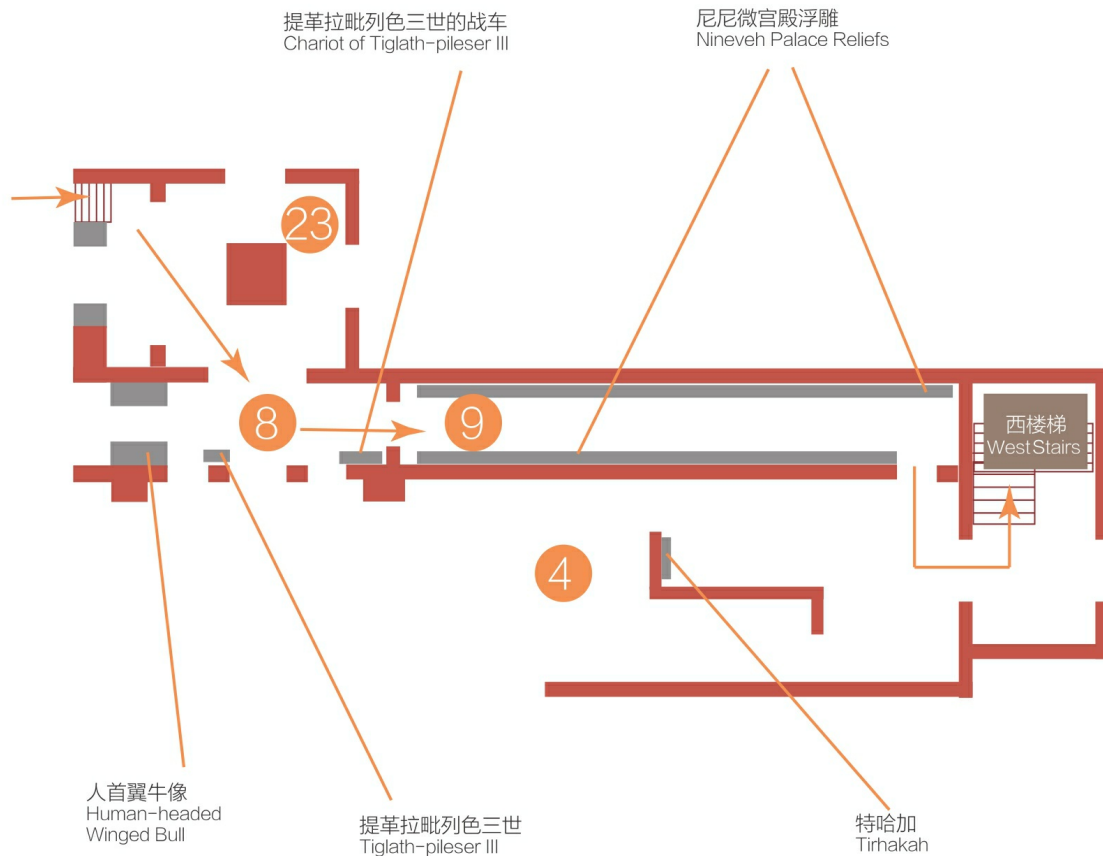 提革拉毗列色三世的战车
Chariot of Tiglath-pileser III
尼尼微宫殿浮雕
Nineveh Palace Reliefs
23
8
9
西楼梯
West Stairs
4
人首翼牛像
Human-headed
Winged Bull
提革拉毗列色三世
Tiglath-pileser III
特哈加
Tirhakah